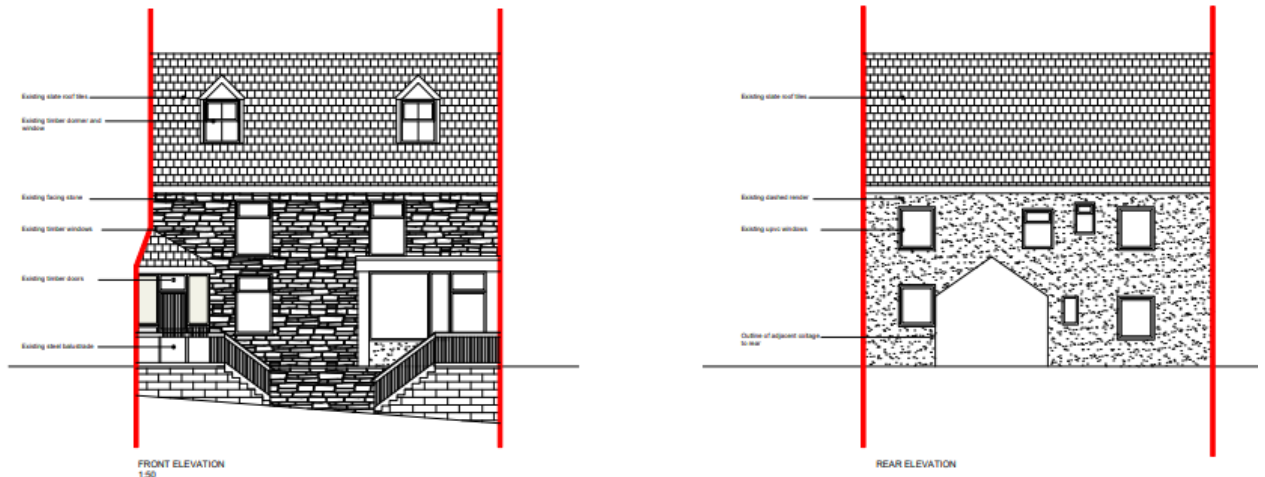 Existing slate roof tiles
Existing timber dormer and
window
Existing facing stone
Existing timber windows
Existing timber doors
Existing steel balustrade
FRONT ELEVATION
1:50
Existing slate roof tiles
Existing dashed render
Existing upvc windows
Outline of adjacent cottage
to rear
REAR ELEVATION